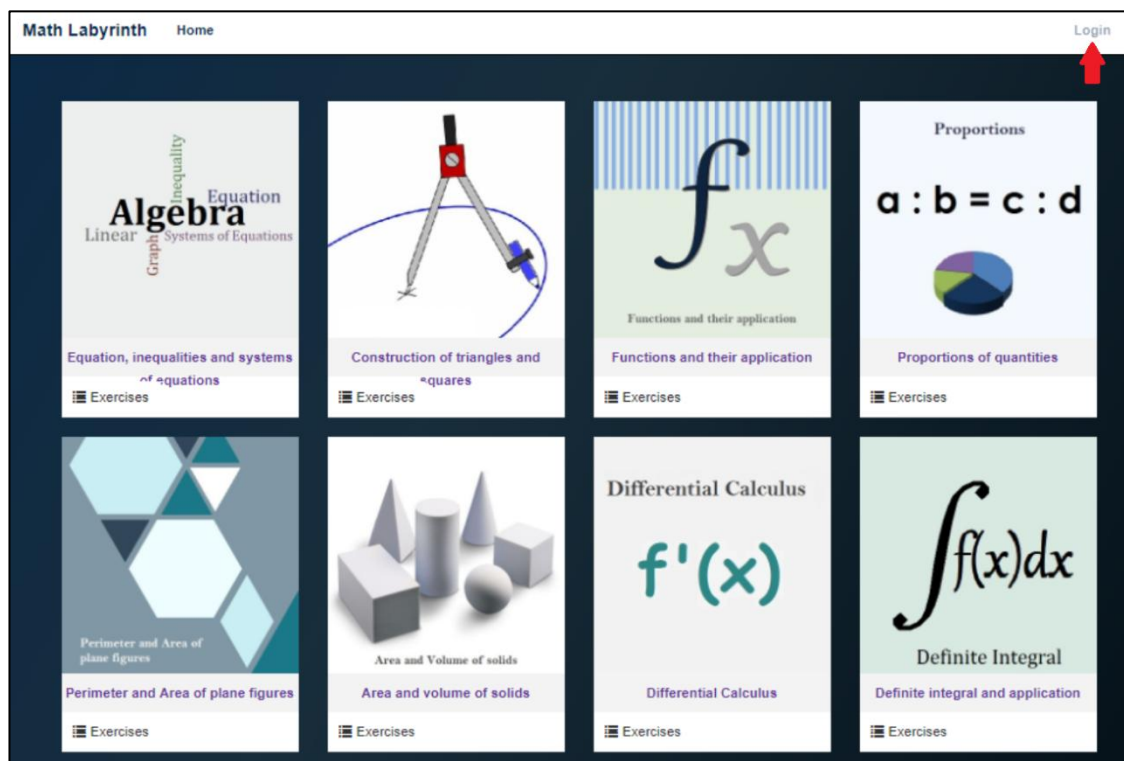 Math Labyrinth Home Login
Inequality
Equation
Algebra
Linear
Systems of Equations
Graph
f x
Functions and their application
Proportions
a : b = c : d
Equation, inequalities and systems
of equations
Exercises
Construction of triangles and
squares
Exercises
Functions and their application
Exercises
Proportions of quantities
Exercises
Perimeter and Area of
plane figures
Area and Volume of solids
Differential Calculus
f'(x)
∫f(x)dx
Definite Integral
Perimeter and Area of plane figures
Exercises
Area and volume of solids
Exercises
Differential Calculus
Exercises
Definite integral and application
Exercises